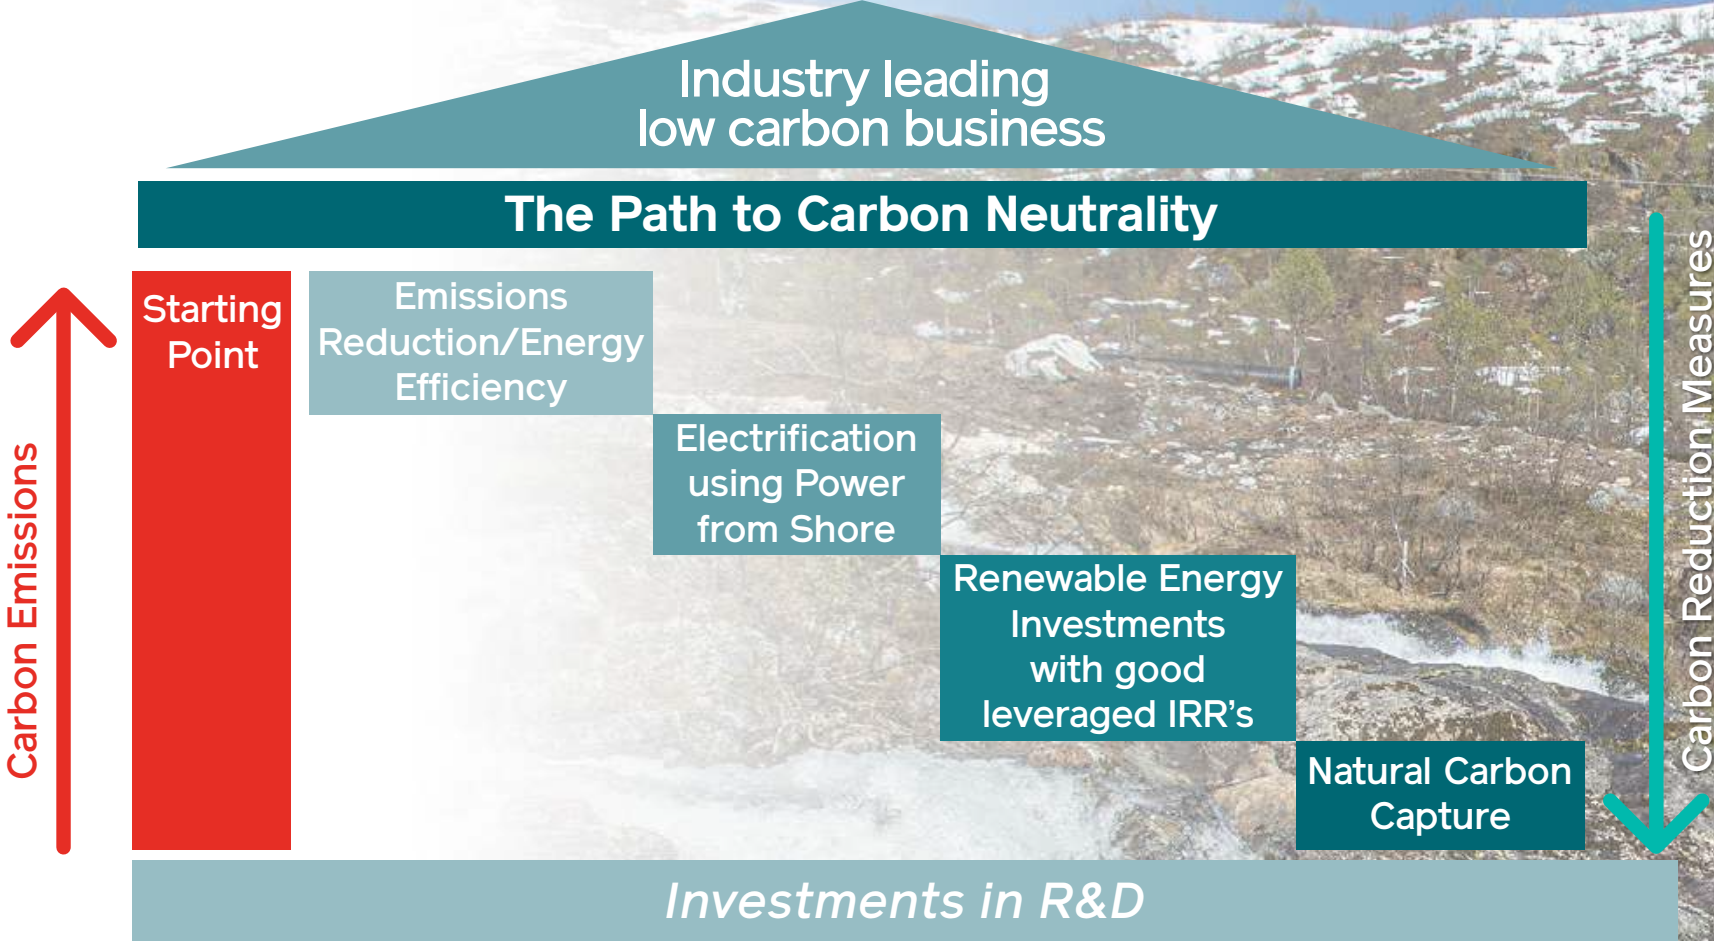 Industry leading
low carbon business
The Path to Carbon Neutrality
Carbon Emissions
Starting
Point
Emissions
Reduction/Energy
Efficiency
Electrification
using Power
from Shore
Renewable Energy
Investments
with good
leveraged IRR's
Natural Carbon
Capture
Carbon Reduction Measures
Investments in R&D